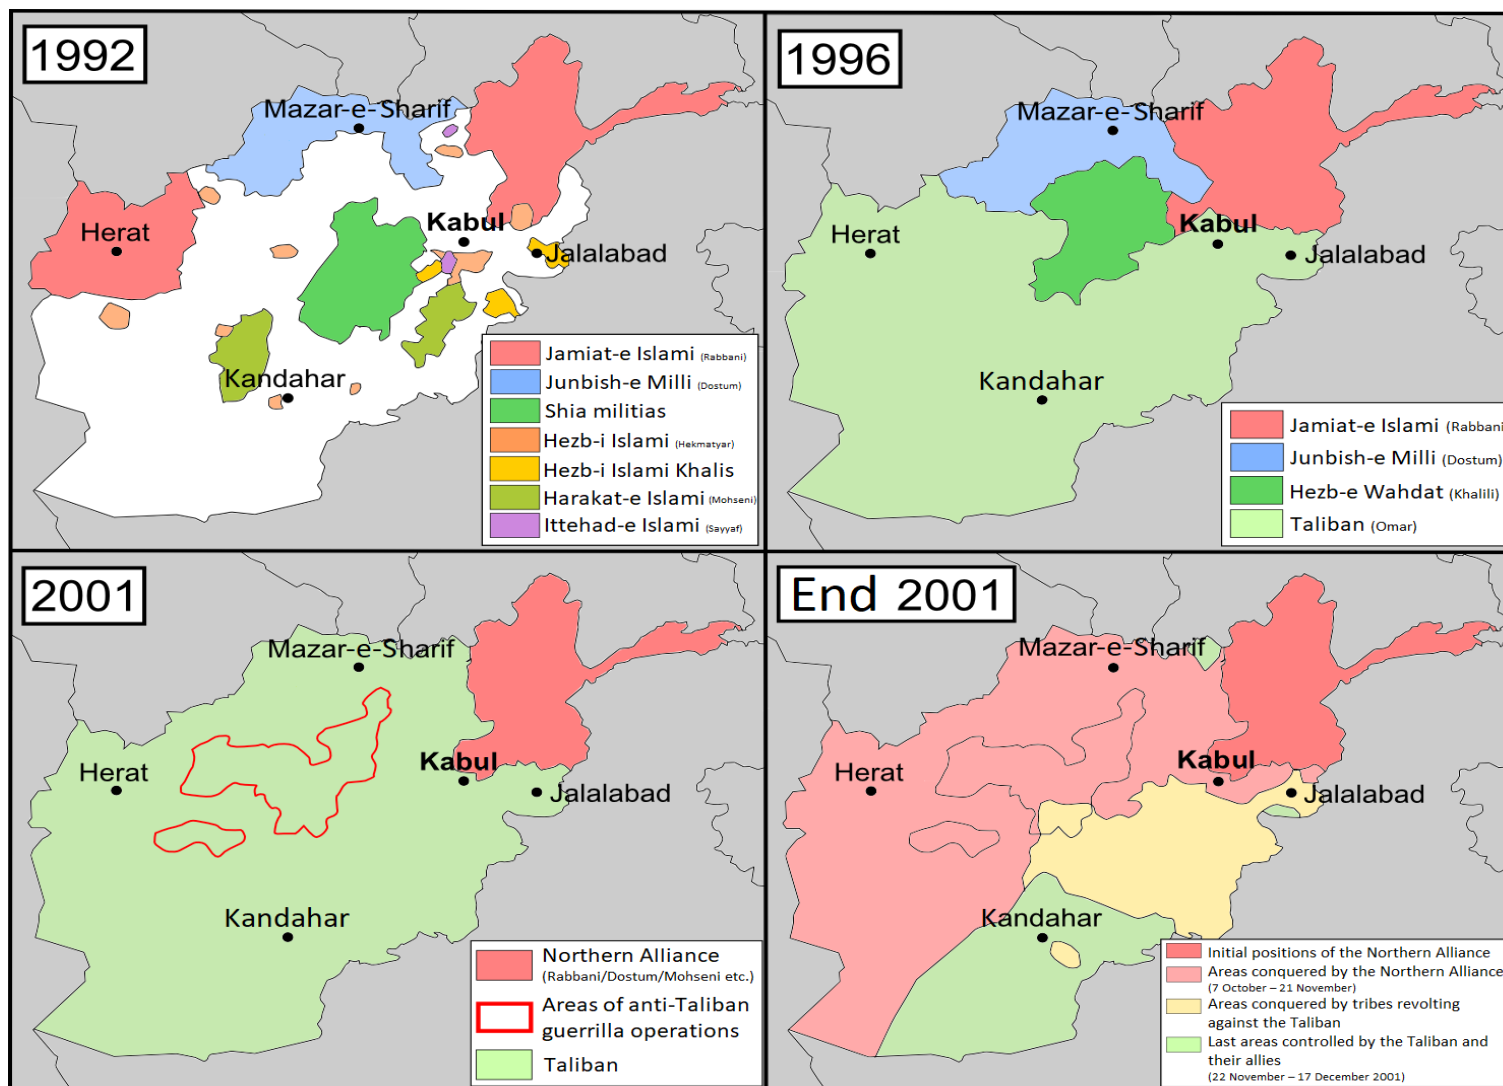 1992
Mazar-e-Sharif
Herat
Kabul
Jalalabad
Kandahar
Jamiat-e Islami (Rabbani)
Junbish-e Milli (Dostum)
Shia militias
Hezb-i Islami (Hekmatyar)
Hezb-i Islami Khalis
Harakat-e Islami (Mohseni)
Ittehad-e Islami (Sayyaf)
1996
Mazar-e-Sharif
Herat
Kabul
Jalalabad
Kandahar
Jamiat-e Islami (Rabbani
Junbish-e Milli (Dostum)
Hezb-e Wahdat (Khalili)
Taliban (Omar)
2001
Mazar-e-Sharif
Herat
Kabul
Jalalabad
Kandahar
Northern Alliance
(Rabbani/Dostum/Mohseni etc.)
Areas of anti-Taliban
guerrilla operations
Taliban
End 2001
Mazar-e-Sharif
Herat
Kabul
Jalalabad
Kandahar
Initial positions of the Northern Alliance
Areas conquered by the Northern Alliance
(7 October – 21 November)
Areas conquered by tribes revolting
against the Taliban
Last areas controlled by the Taliban and
their allies
(22 November – 17 December 2001)